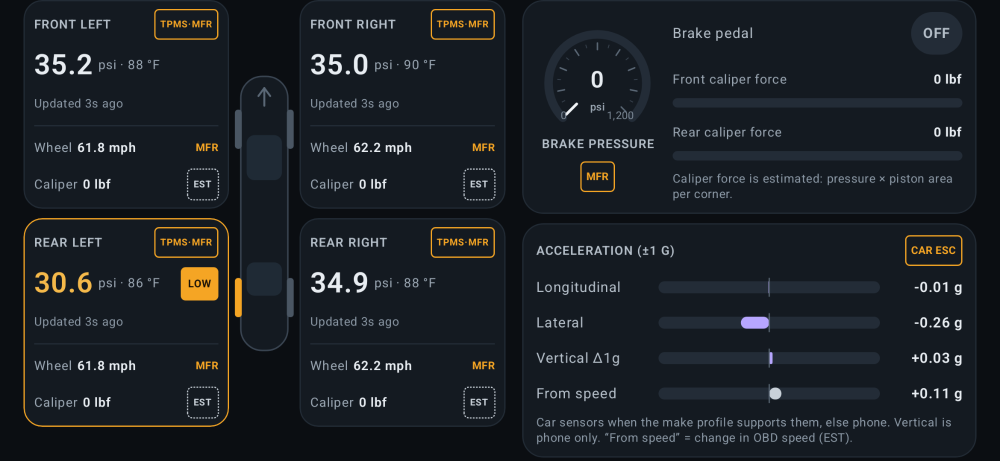 FRONT LEFT
TPMS·MFR
35.2 psi · 88 °F
Updated 3s ago
Wheel 61.8 mph MFR
Caliper 0 lbf EST
FRONT RIGHT
TPMS·MFR
35.0 psi · 90 °F
Updated 3s ago
Wheel 62.2 mph MFR
Caliper 0 lbf EST
REAR LEFT
TPMS·MFR
30.6 psi · 86 °F LOW
Updated 3s ago
Wheel 61.8 mph MFR
Caliper 0 lbf EST
REAR RIGHT
TPMS·MFR
34.9 psi · 88 °F
Updated 3s ago
Wheel 62.2 mph MFR
Caliper 0 lbf EST
0
psi
0 1,200
BRAKE PRESSURE
MFR
Brake pedal OFF
Front caliper force 0 lbf
Rear caliper force 0 lbf
Caliper force is estimated: pressure × piston area
per corner.
ACCELERATION (±1 G) CAR ESC
Longitudinal -0.01 g
Lateral -0.26 g
Vertical Δ1g +0.03 g
From speed +0.11 g
Car sensors when the make profile supports them, else phone. Vertical is
phone only. “From speed” = change in OBD speed (EST).